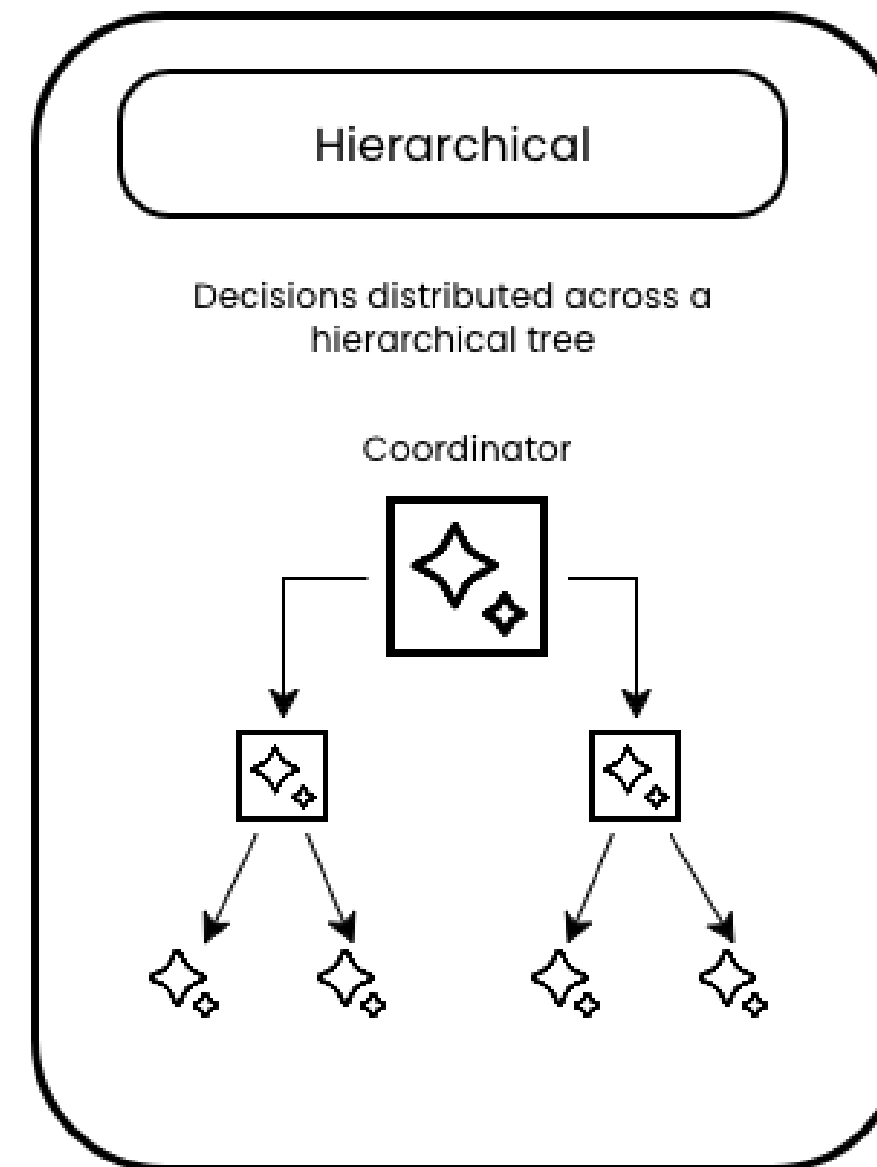 Hierarchical
Decisions distributed across a
hierarchical tree
Coordinator